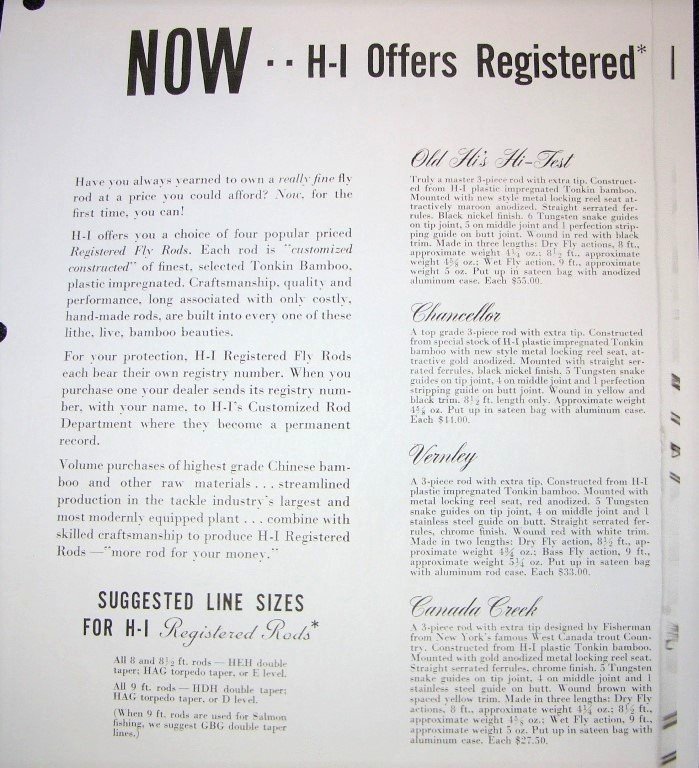 NOW ·· H-I Offers Registered*
Have you always yearned to own a really fine fly
rod at a price you could afford? Now, for the
first time, you can!
H-I offers you a choice of four popular priced
Registered Fly Rods. Each rod is "customized
constructed" of finest, selected Tonkin Bamboo,
plastic impregnated. Craftsmanship, quality and
performance, long associated with only costly,
hand-made rods, are built into every one of these
lithe, live, bamboo beauties.
For your protection, H-I Registered Fly Rods
each bear their own registry number. When you
purchase one your dealer sends its registry num-
ber, with your name, to H-I's Customized Rod
Department where they become a permanent
record.
Volume purchases of highest grade Chinese bam-
boo and other raw materials . . . streamlined
production in the tackle industry's largest and
most modernly equipped plant . . . combine with
skilled craftsmanship to produce H-I Registered
Rods — "more rod for your money."
SUGGESTED LINE SIZES
FOR H-I Registered Rods*
All 8 and 8½ ft. rods — HEH double
taper; HAG torpedo taper, or E level.
All 9 ft. rods — HDH double taper;
HAG torpedo taper, or D level.
(When 9 ft. rods are used for Salmon
fishing, we suggest GBG double taper
lines.)
Old Hi's Hi-Test
Truly a master 3-piece rod with extra tip. Construct-
ed from H-I plastic impregnated Tonkin bamboo.
Mounted with new style metal locking reel seat at-
tractively maroon anodized. Straight serrated fer-
rules. Black nickel finish. 6 Tungsten snake guides
on tip joint, 5 on middle joint and 1 perfection strip-
ping guide on butt joint. Wound in red with black
trim. Made in three lengths: Dry Fly actions, 8 ft.,
approximate weight 4¼ oz.; 8½ ft., approximate
weight 4⅝ oz.; Wet Fly action, 9 ft., approximate
weight 5 oz. Put up in sateen bag with anodized
aluminum case. Each $55.00.
Chancellor
A top grade 3-piece rod with extra tip. Constructed
from special stock of H-I plastic impregnated Tonkin
bamboo with new style metal locking reel seat, at-
tractive gold anodized. Mounted with straight ser-
rated ferrules, black nickel finish. 5 Tungsten snake
guides on tip joint, 4 on middle joint and 1 perfection
stripping guide on butt joint. Wound in yellow and
black trim. 8½ ft. length only. Approximate weight
4⅝ oz. Put up in sateen bag with aluminum case.
Each $44.00.
Vernley
A 3-piece rod with extra tip. Constructed from H-I
plastic impregnated Tonkin bamboo. Mounted with
metal locking reel seat, red anodized. 5 Tungsten
snake guides on tip joint, 4 on middle joint and 1
stainless steel guide on butt. Straight serrated fer-
rules, chrome finish. Wound red with white trim.
Made in two lengths: Dry Fly action, 8½ ft., ap-
proximate weight 4¾ oz.; Bass Fly action, 9 ft.,
approximate weight 5¼ oz. Put up in sateen bag
with aluminum rod case. Each $33.00.
Canada Creek
A 3-piece rod with extra tip designed by Fisherman
from New York's famous West Canada trout Coun-
try. Constructed from H-I plastic Tonkin bamboo.
Mounted with gold anodized metal locking reel seat.
Straight serrated ferrules, chrome finish. 5 Tungsten
guides on tip joint, 4 on middle joint and 1
stainless steel guide on butt. Wound brown with
spaced yellow trim. Made in three lengths: Dry Fly
actions, 8 ft., approximate weight 4¼ oz.; 8½ ft.,
approximate weight 4⅝ oz.; Wet Fly action, 9 ft.,
approximate weight 5 oz. Put up in sateen bag with
aluminum case. Each $27.50.